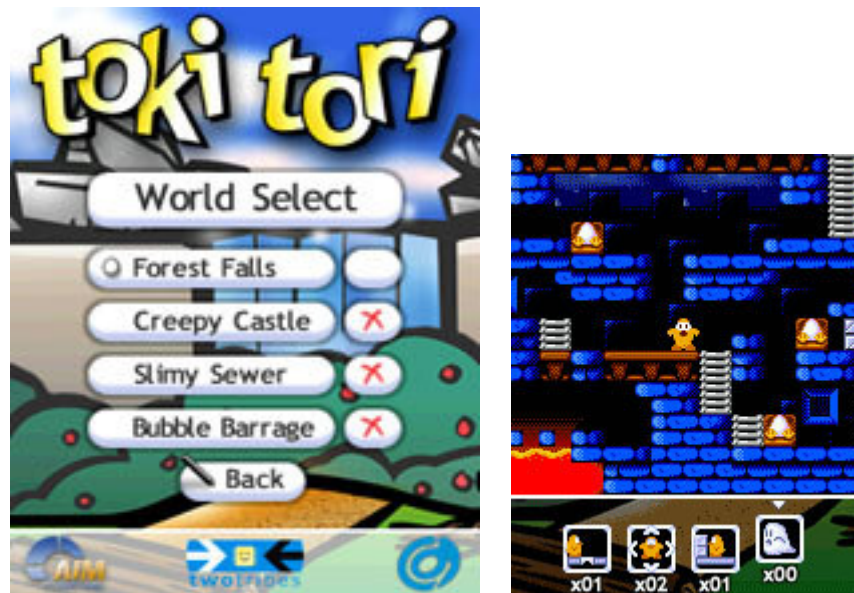 toki tori
World Select
Forest Falls
Creepy Castle
Slimy Sewer
Bubble Barrage
Back
AIM
twotribes
x01 x02 x01 x00